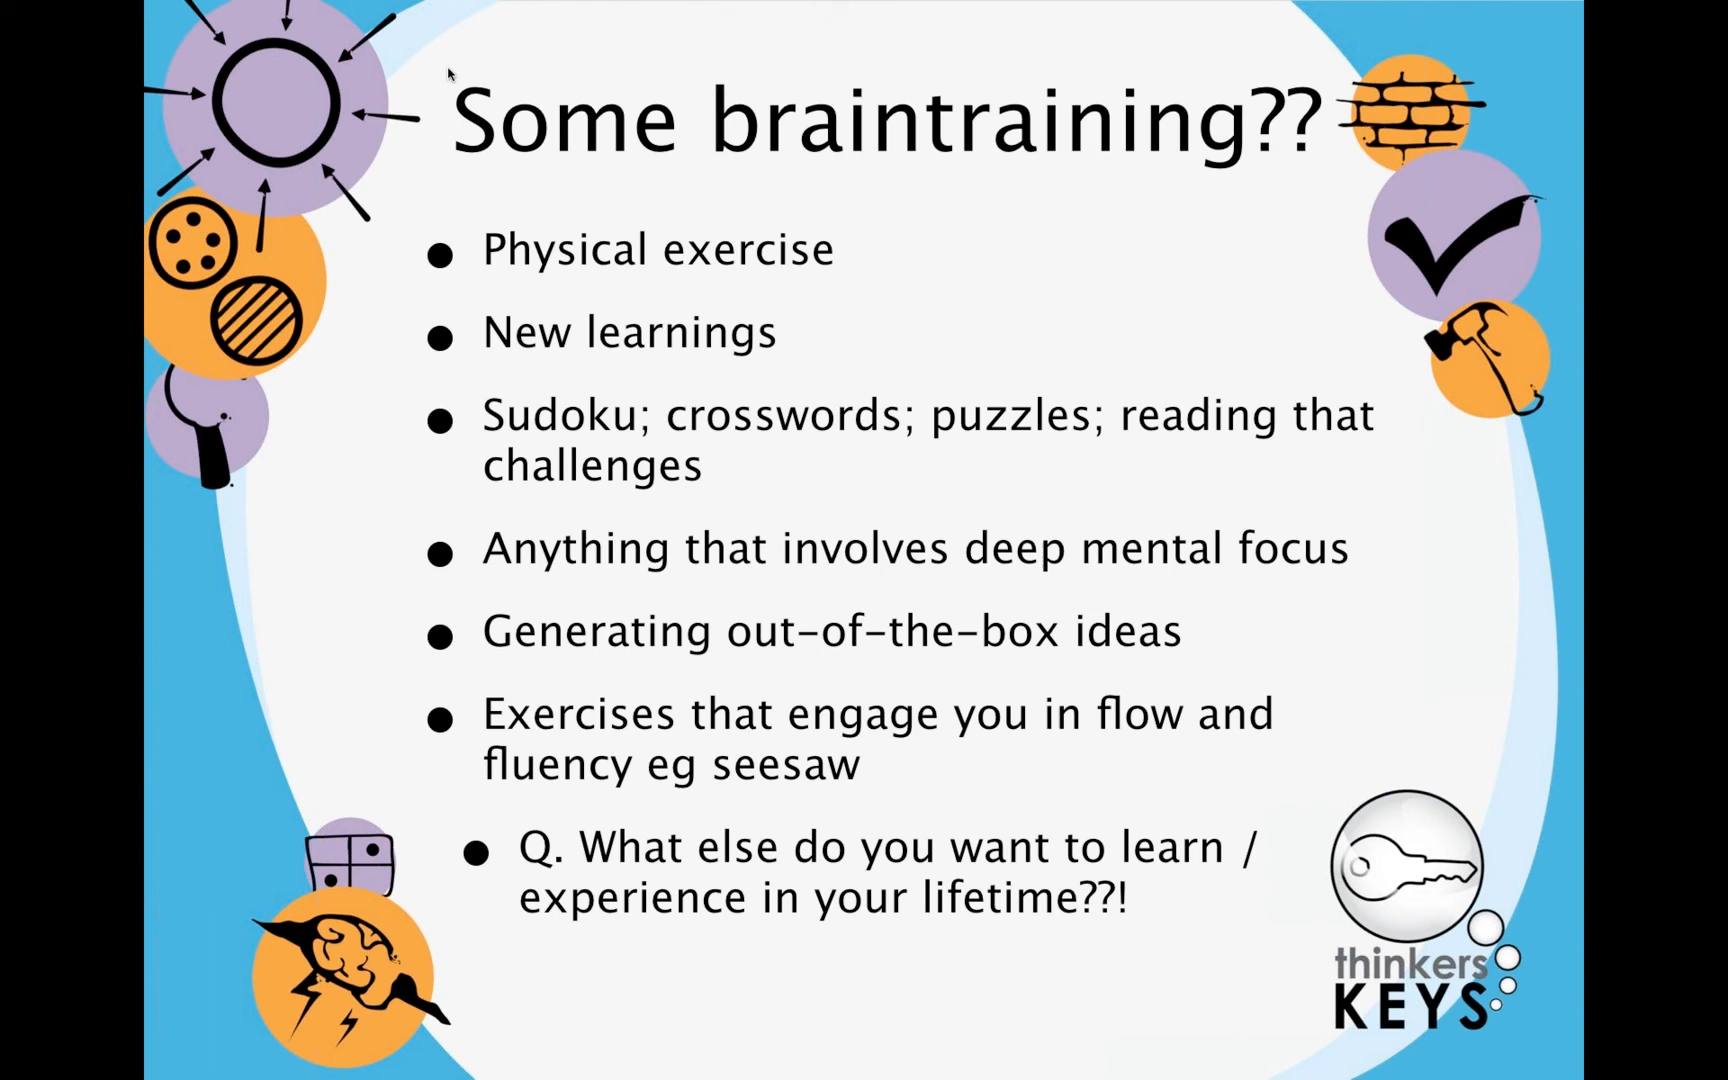 Some braintraining??
Physical exercise
New learnings
Sudoku; crosswords; puzzles; reading that
challenges
Anything that involves deep mental focus
Generating out-of-the-box ideas
Exercises that engage you in flow and
fluency eg seesaw
Q. What else do you want to learn /
experience in your lifetime??!
thinkers
KEYS